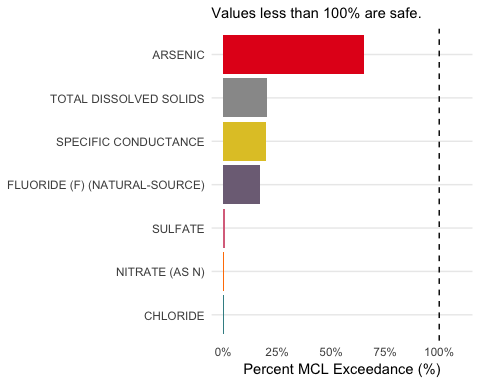 Values less than 100% are safe.
ARSENIC
TOTAL DISSOLVED SOLIDS
SPECIFIC CONDUCTANCE
FLUORIDE (F) (NATURAL-SOURCE)
SULFATE
NITRATE (AS N)
CHLORIDE
0% 25% 50% 75% 100%
Percent MCL Exceedance (%)